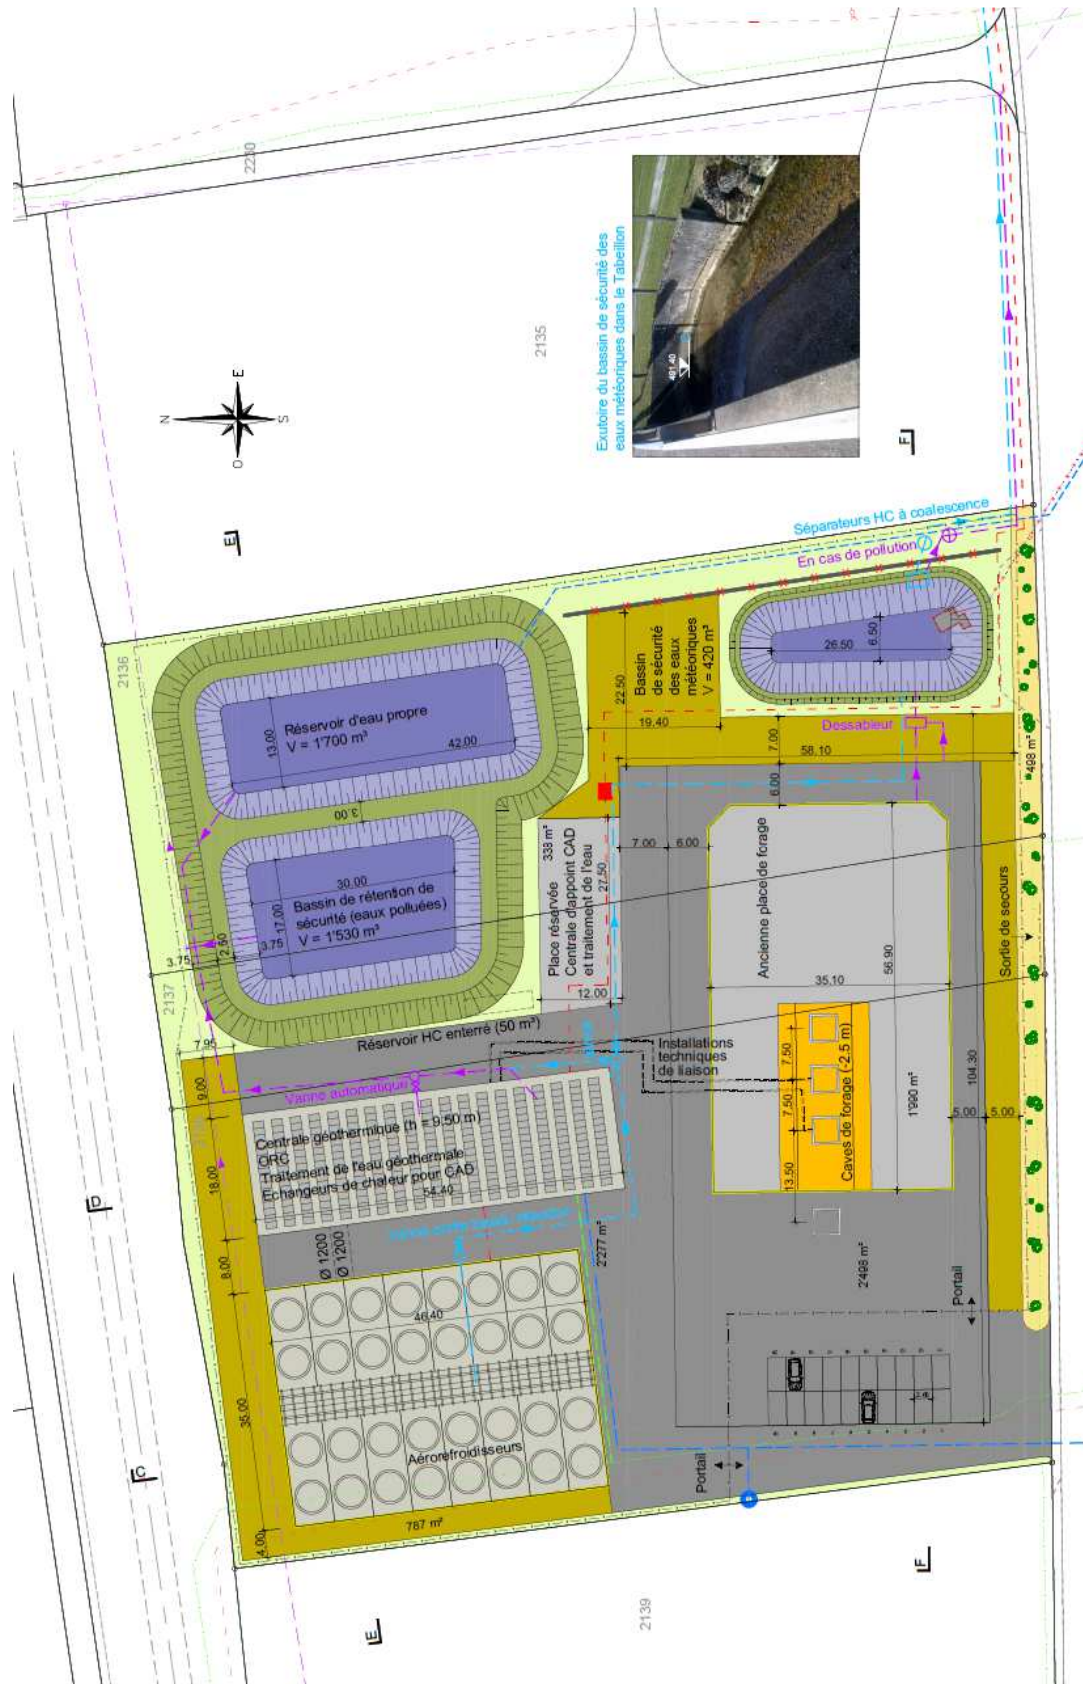 2230
2135
Exutoire du bassin de sécurité des
eaux météoriques dans le Tabeillon
491.40
N
E
S
O
E
F
Séparateurs HC à coalescence
En cas de pollution
2136
Réservoir d'eau propre
V = 1'700 m³
13.00
42.00
3.00
Bassin
de sécurité
des eaux
météoriques
V = 420 m³
22.50
19.40
26.50
6.50
Dessableur
7.00
58.10
6.00
498 m²
30.00
17.00
Bassin de rétention de
sécurité (eaux polluées)
V = 1'530 m³
3.75
2.50
3.75
2137
7.95
338 m²
Place réservée
Centrale d'appoint CAD
et traitement de l'eau
27.50
12.00
7.00
6.00
Ancienne place de forage
56.90
35.10
Sortie de secours
Réservoir HC enterré (50 m³)
Installations
techniques
de liaison
7.50
7.50
13.50
Caves de forage (-2.5 m)
1'990 m²
104.30
5.00
5.00
9.00
Vanne automatique
Centrale géothermique (h = 9.50 m)
ORC
Traitement de l'eau géothermale
Echangeurs de chaleur pour CAD
54.40
18.00
8.00
Ø 1200
Ø 1200
2'277 m²
2'498 m²
46.40
35.00
Aérorefroidisseurs
Portail
Portail
787 m²
4.00
D
C
E
F
2139